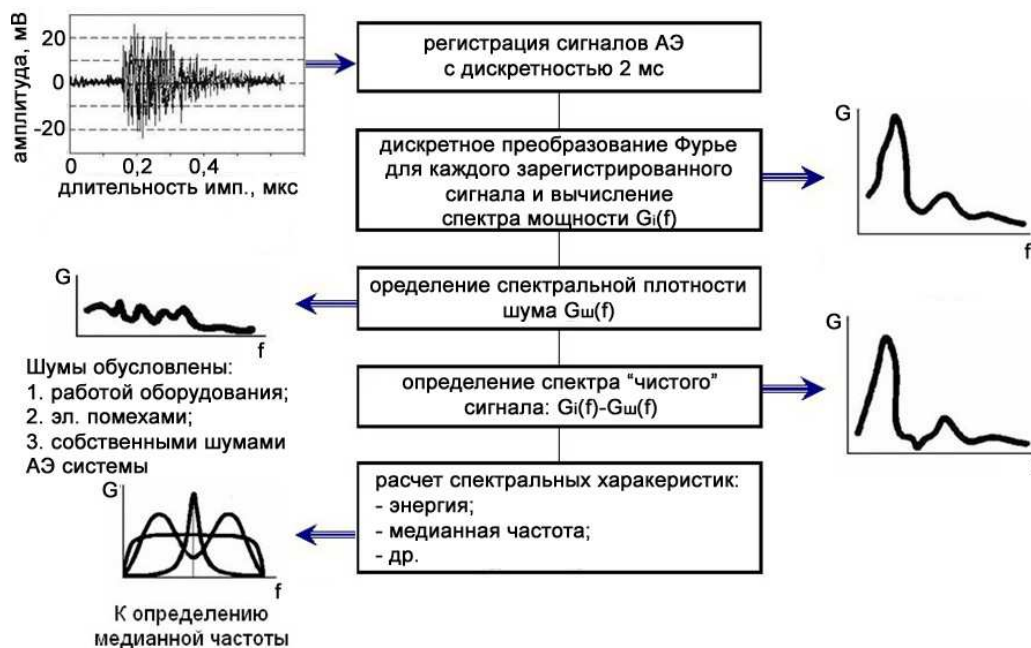 амплитуда, мВ
20
0
-20
0
0,2
0,4
длительность имп., мкс
регистрация сигналов АЭ
с дискретностью 2 мс
дискретное преобразование Фурье
для каждого зарегистрированного
сигнала и вычисление
спектра мощности Gi(f)
G
f
оределение спектральной плотности
шума Gш(f)
G
f
Шумы обусловлены:
1. работой оборудования;
2. эл. помехами;
3. собственными шумами
АЭ системы
определение спектра “чистого”
сигнала: Gi(f)-Gш(f)
G
расчет спектральных харакеристик:
- энергия;
- медианная частота;
- др.
G
f
К определению
медианной частоты